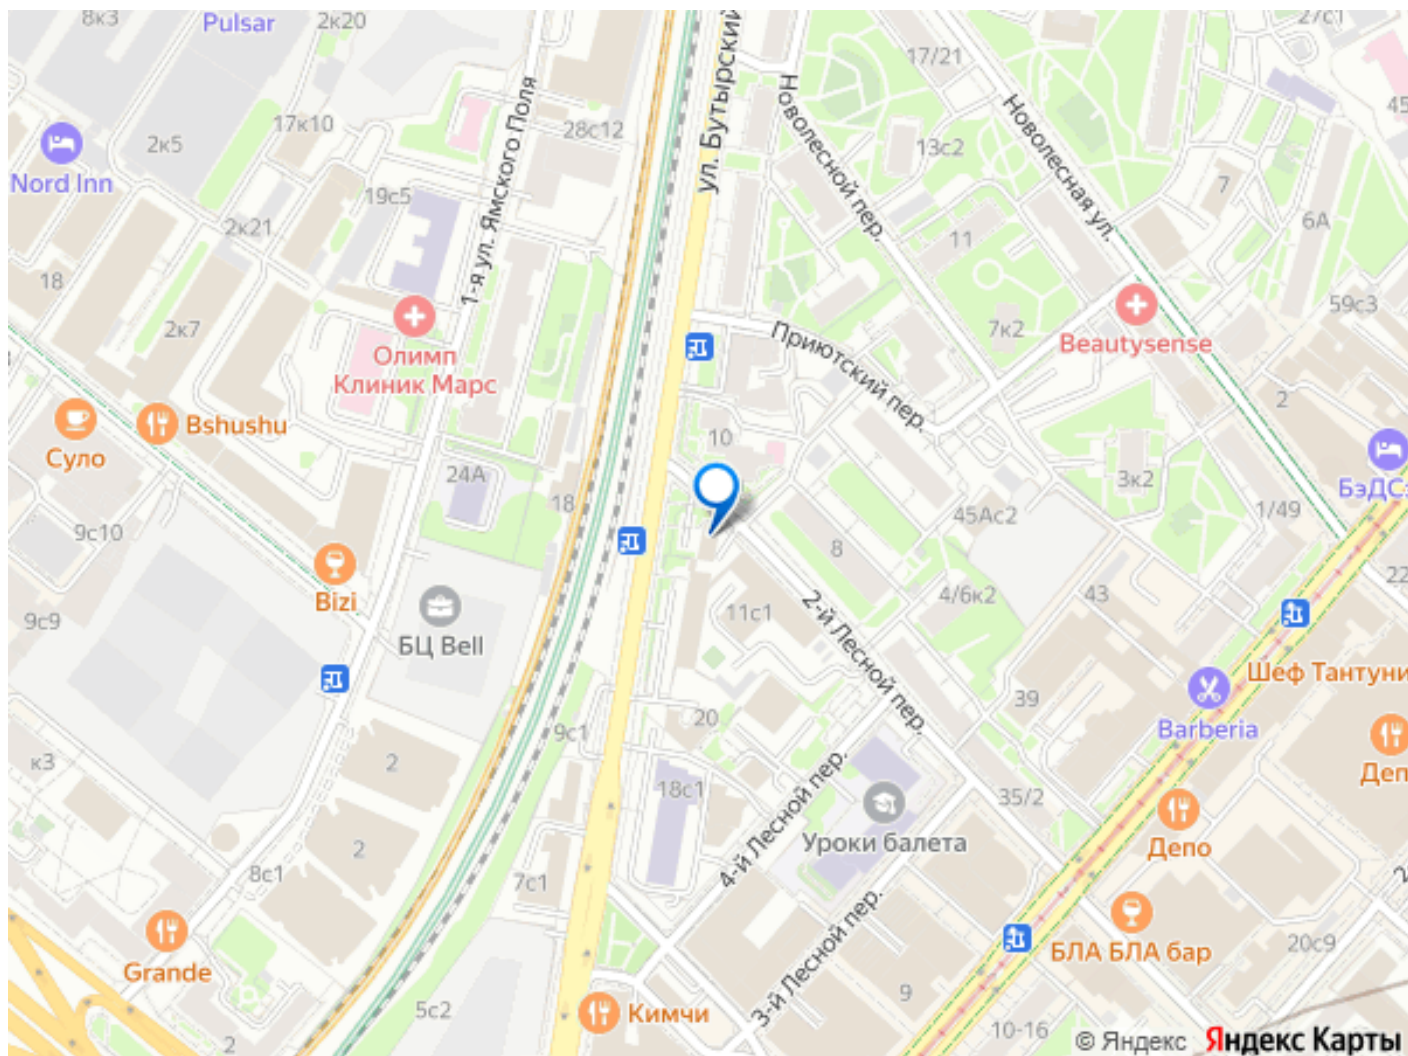 8к3
Pulsar
2к20
27с1
17/21
45
28с12
17к10
2к5
13с2
7
Nord Inn
19с5
6А
2к21
ул. Бутырский
1-я ул. Ямского Поля
Новолесной пер.
Новолесная ул.
11
18
59с3
2к7
7к2
Олимп
Клиник Марс
Приютский пер.
Beautysense
2
Bshushu
Суло
10
24А
3к2
БэДСэ
18
1/49
9с10
45Ас2
8
22
Bizi
4/6к2
43
БЦ Bell
11с1
9с9
2-й Лесной пер.
39
Шеф Тантуни
Barberia
20
9с1
к3
2
Деп
18с1
35/2
4-й Лесной пер.
Уроки балета
Депо
2
8с1
7с1
3-й Лесной пер.
2
БЛА БЛА бар
20с9
Grande
5с2
9
Кимчи
10-16
2
© Яндекс Яндекс Карты